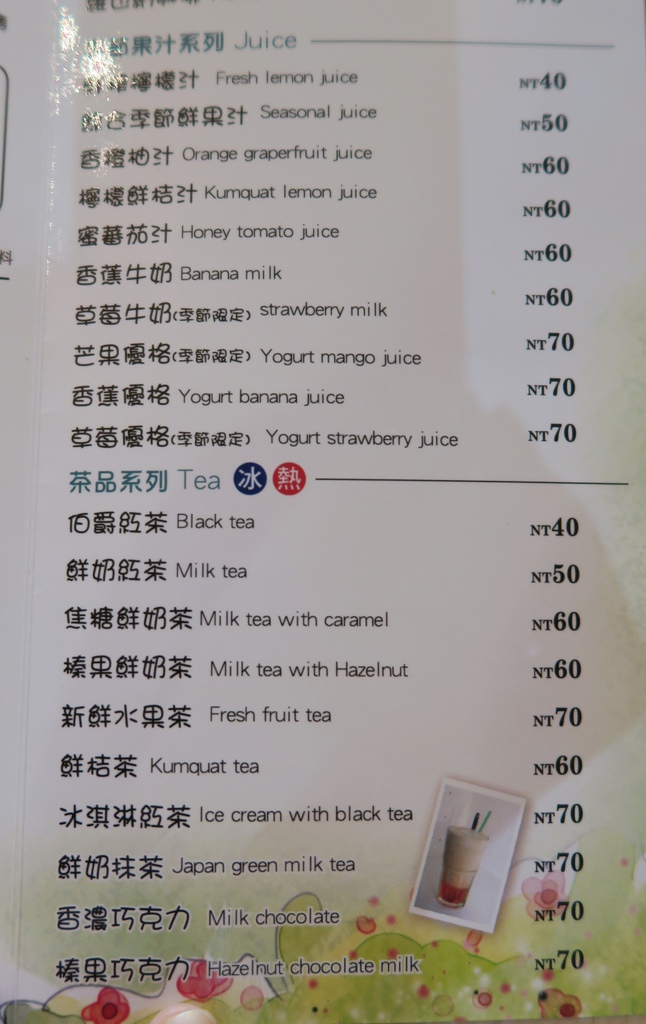 果汁系列 Juice
檸檬汁 Fresh lemon juice NT40
綜合季節鮮果汁 Seasonal juice NT50
香橙柚汁 Orange graperfruit juice NT60
檸檬鮮桔汁 Kumquat lemon juice NT60
蜜蕃茄汁 Honey tomato juice NT60
香蕉牛奶 Banana milk NT60
草莓牛奶(季節限定) strawberry milk NT70
芒果優格(季節限定) Yogurt mango juice NT70
香蕉優格 Yogurt banana juice NT70
草莓優格(季節限定) Yogurt strawberry juice
茶品系列 Tea 冰 熱
伯爵紅茶 Black tea NT40
鮮奶紅茶 Milk tea NT50
焦糖鮮奶茶 Milk tea with caramel NT60
榛果鮮奶茶 Milk tea with Hazelnut NT60
新鮮水果茶 Fresh fruit tea NT70
鮮桔茶 Kumquat tea NT60
冰淇淋紅茶 Ice cream with black tea NT70
鮮奶抹茶 Japan green milk tea NT70
香濃巧克力 Milk chocolate NT70
榛果巧克力 Hazelnut chocolate milk NT70